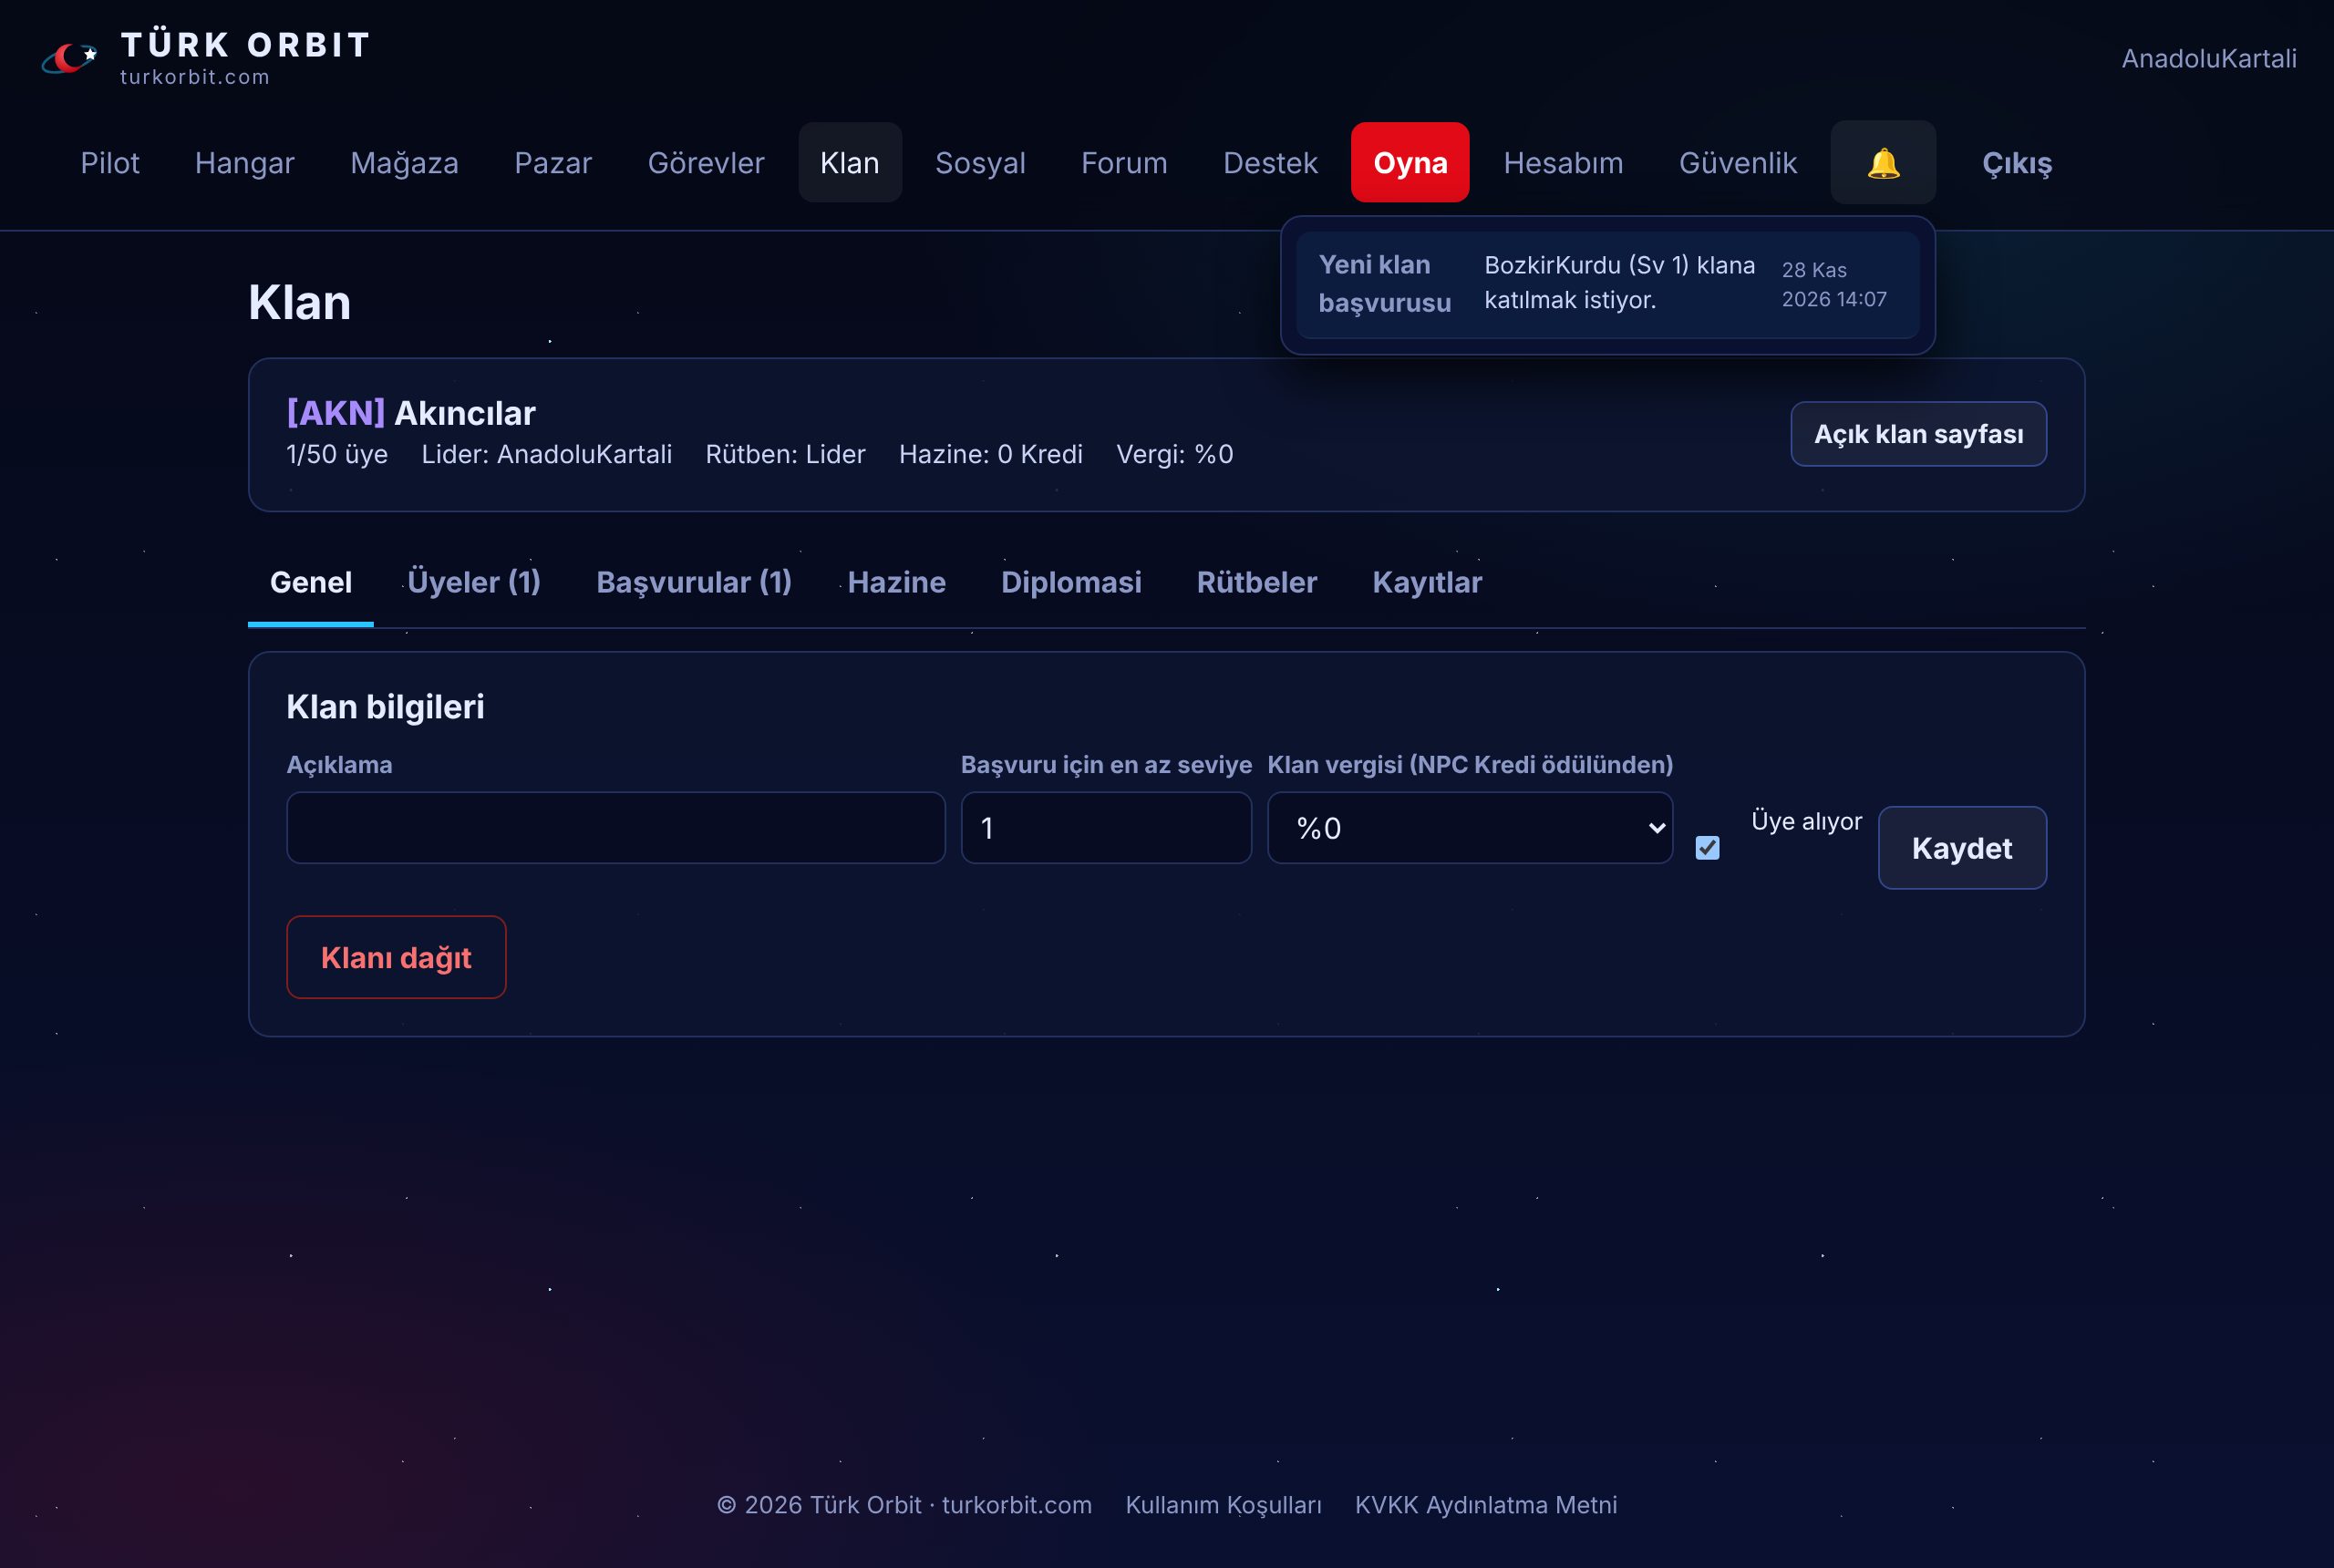 TÜRK ORBIT
turkorbit.com
AnadoluKartali
Pilot Hangar Mağaza Pazar Görevler Klan Sosyal Forum Destek Oyna Hesabım Güvenlik 🔔 Çıkış
Yeni klan başvurusu
BozkirKurdu (Sv 1) klana katılmak istiyor.
28 Kas 2026 14:07
Klan
[AKN] Akıncılar
1/50 üye Lider: AnadoluKartali Rütben: Lider Hazine: 0 Kredi Vergi: %0
Açık klan sayfası
Genel Üyeler (1) Başvurular (1) Hazine Diplomasi Rütbeler Kayıtlar
Klan bilgileri
Açıklama Başvuru için en az seviye Klan vergisi (NPC Kredi ödülünden)
1 %0 Üye alıyor Kaydet
Klanı dağıt
© 2026 Türk Orbit · turkorbit.com Kullanım Koşulları KVKK Aydınlatma Metni